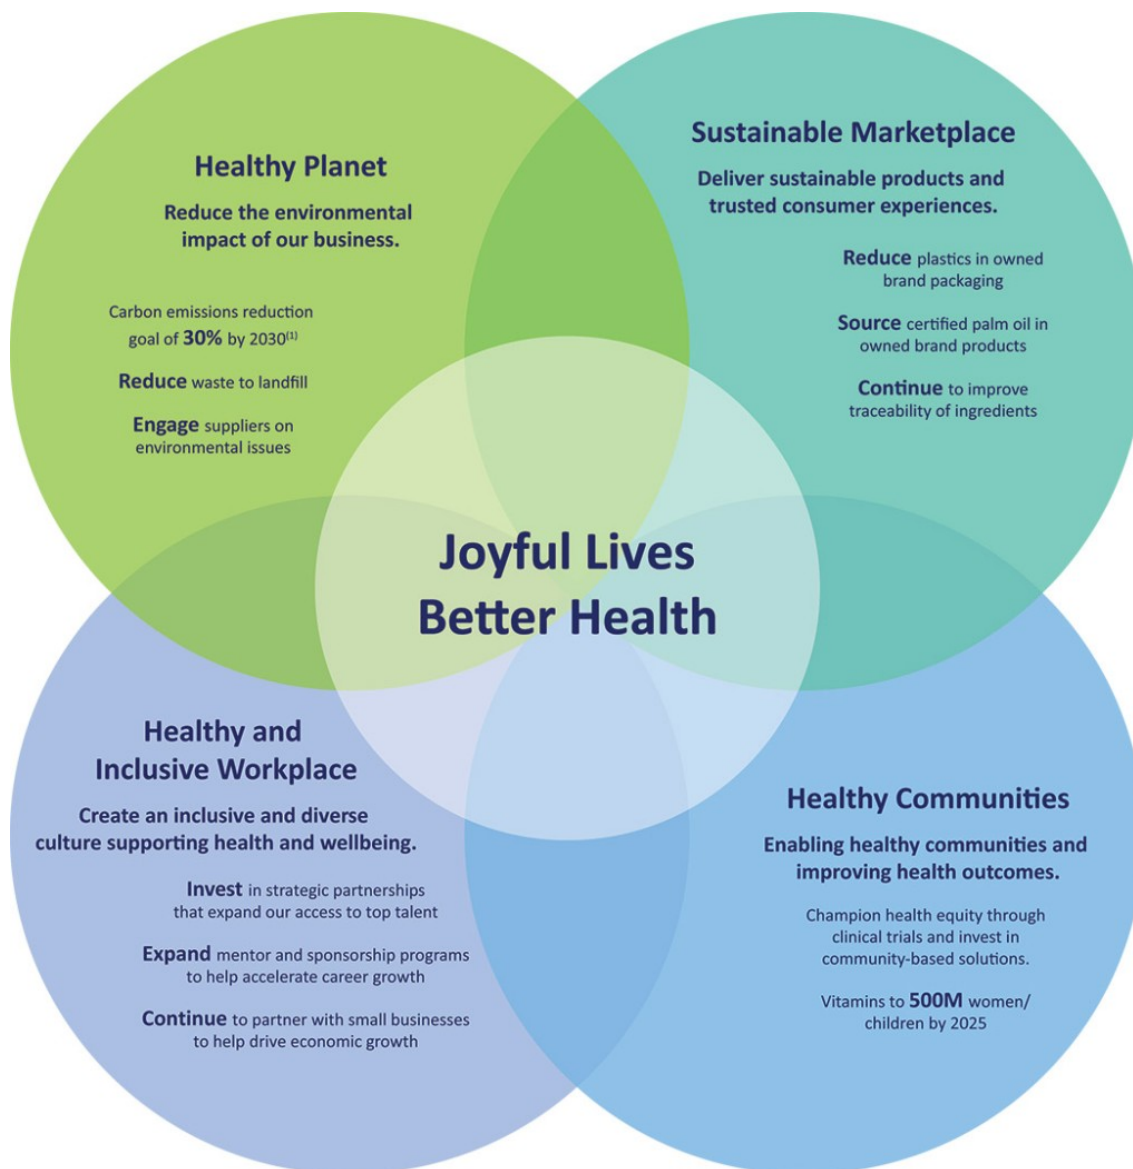 Healthy Planet
Reduce the environmental
impact of our business.
Carbon emissions reduction
goal of 30% by 2030(1)
Reduce waste to landfill
Engage suppliers on
environmental issues
Sustainable Marketplace
Deliver sustainable products and
trusted consumer experiences.
Reduce plastics in owned
brand packaging
Source certified palm oil in
owned brand products
Continue to improve
traceability of ingredients
Joyful Lives
Better Health
Healthy and
Inclusive Workplace
Create an inclusive and diverse
culture supporting health and wellbeing.
Invest in strategic partnerships
that expand our access to top talent
Expand mentor and sponsorship programs
to help accelerate career growth
Continue to partner with small businesses
to help drive economic growth
Healthy Communities
Enabling healthy communities and
improving health outcomes.
Champion health equity through
clinical trials and invest in
community-based solutions.
Vitamins to 500M women/
children by 2025